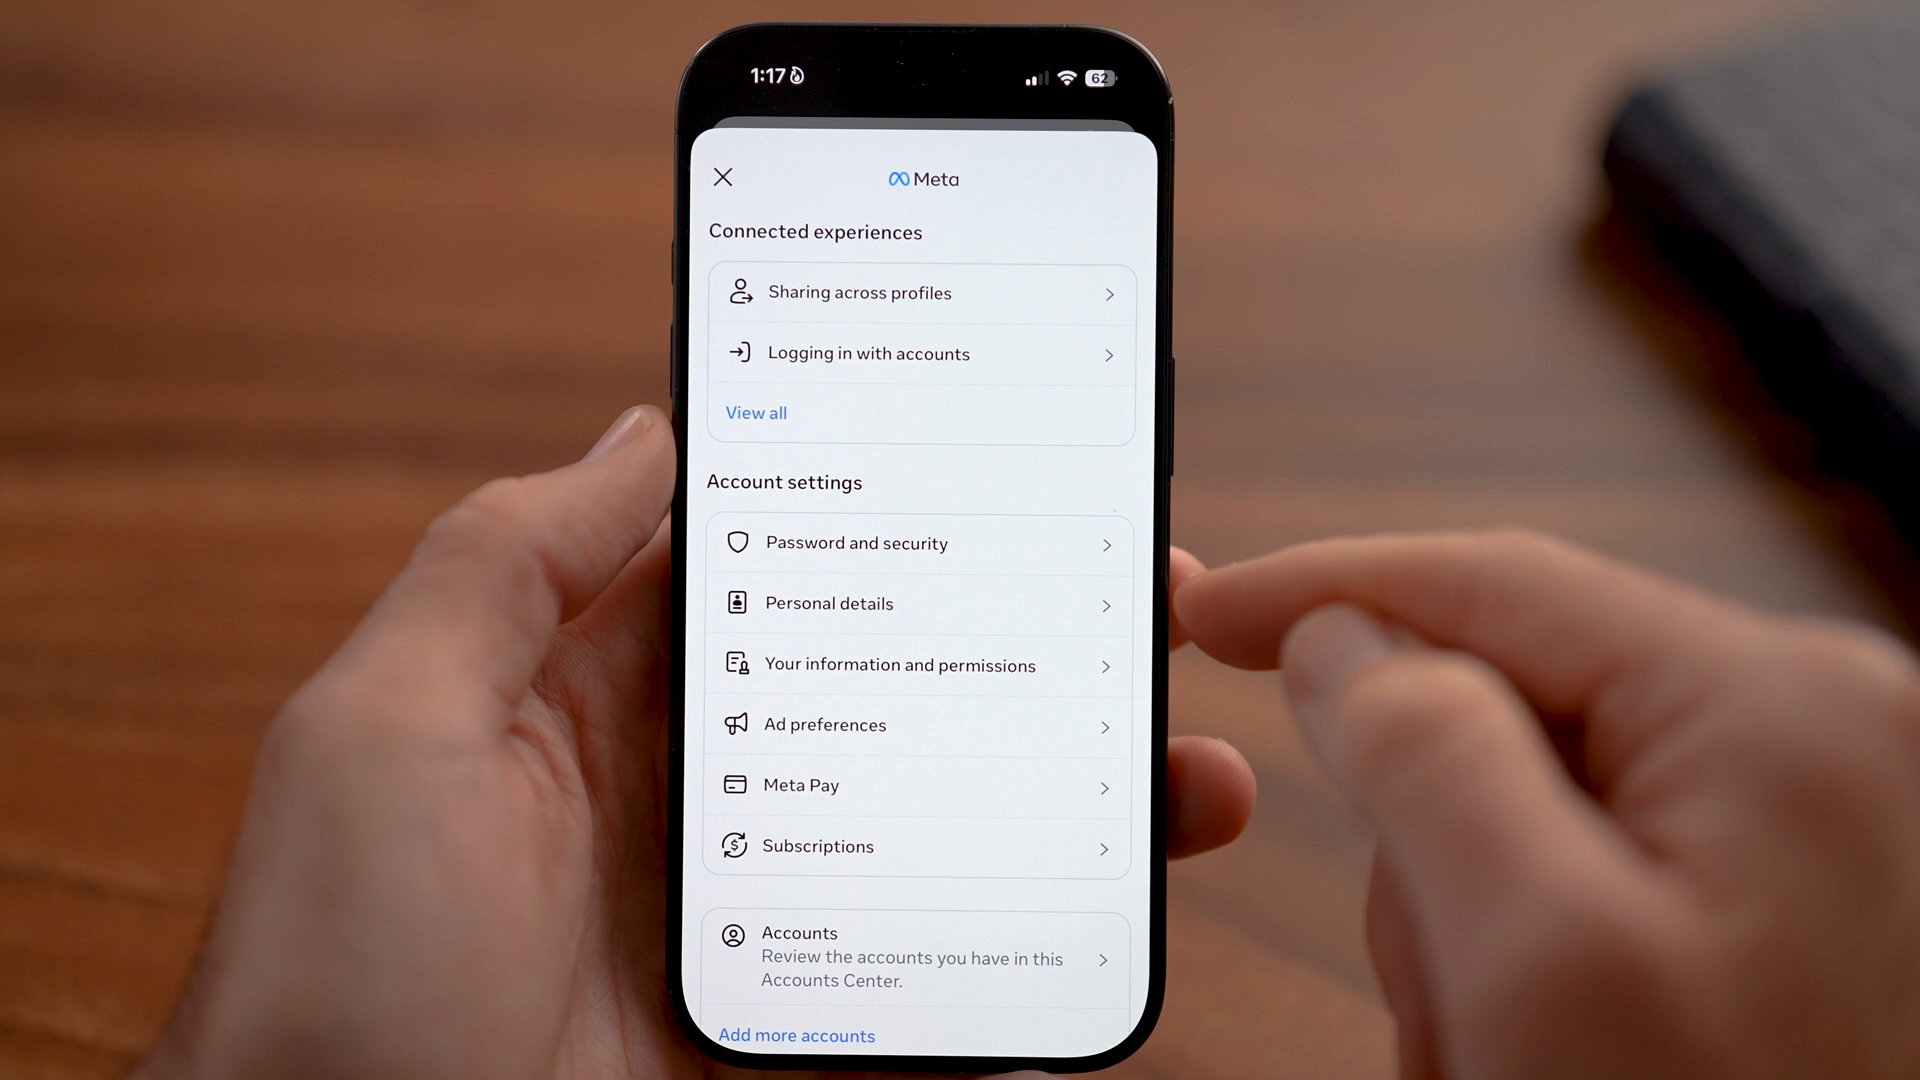 1:17
62
Meta
Connected experiences
Sharing across profiles
Logging in with accounts
View all
Account settings
Password and security
Personal details
Your information and permissions
Ad preferences
Meta Pay
Subscriptions
Accounts
Review the accounts you have in this
Accounts Center.
Add more accounts